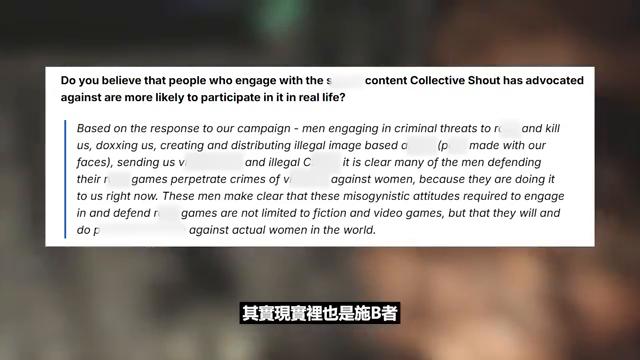 Do you believe that people who engage with the s content Collective Shout has advocated
against are more likely to participate in it in real life?
Based on the response to our campaign - men engaging in criminal threats to r and kill
us, doxxing us, creating and distributing illegal image based a (p made with our
faces), sending us v and illegal C it is clear many of the men defending
their r games perpetrate crimes of v against women, because they are doing it
to us right now. These men make clear that these misogynistic attitudes required to engage
in and defend r games are not limited to fiction and video games, but that they will and
do p against actual women in the world.
其實現實裡也是施B者